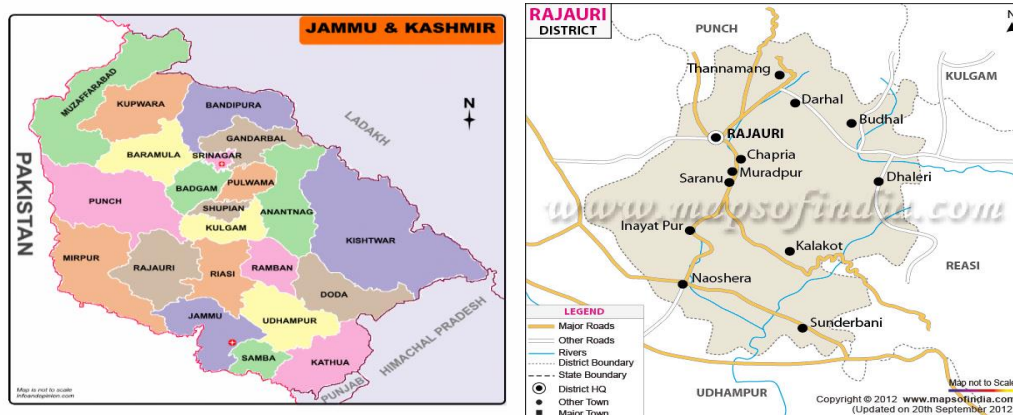 JAMMU & KASHMIR
MUZAFFARABAD
KUPWARA
BANDIPURA
N
LADAKH
GANDARBAL
BARAMULA
SRINAGAR
PAKISTAN
BADGAM
PULWAMA
PUNCH
SHUPIAN
ANANTNAG
KULGAM
KISHTWAR
MIRPUR
RAJAURI
RIASI
RAMBAN
DODA
JAMMU
UDHAMPUR
HIMACHAL PRADESH
SAMBA
KATHUA
PUNJAB
Map is not to scale
infoandopinion.com
RAJAURI
DISTRICT
PUNCH
N
Thannamang
KULGAM
Darhal
Budhal
RAJAURI
Chapria
Muradpur
Saranu
Dhaleri
www.mapsofindia.com
Inayat Pur
Kalakot
REASI
Naoshera
LEGEND
Major Roads
Other Roads
Rivers
District Boundary
State Boundary
District HQ
Other Town
Major Town
Sunderbani
UDHAMPUR
Map not to Scale
Copyright © 2012 www.mapsofindia.com
(Updated on 20th September 2012)